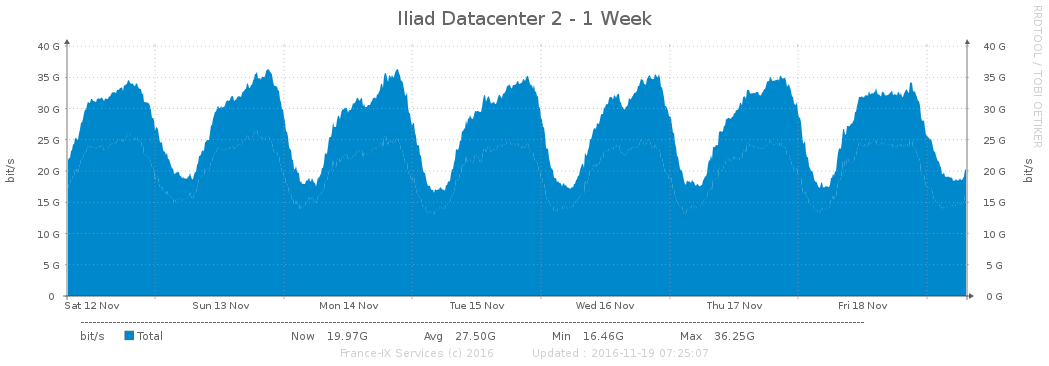 Iliad Datacenter 2 - 1 Week
RRDTOOL / TOBI OETIKER
bit/s
40 G 40 G
35 G 35 G
30 G 30 G
25 G 25 G
20 G 20 G
15 G 15 G
10 G 10 G
5 G 5 G
0 0 G
bit/s
Sat 12 Nov Sun 13 Nov Mon 14 Nov Tue 15 Nov Wed 16 Nov Thu 17 Nov Fri 18 Nov
bit/s Total Now 19.97G Avg 27.50G Min 16.46G Max 36.25G
France-IX Services (c) 2016 Updated : 2016-11-19 07:25:07